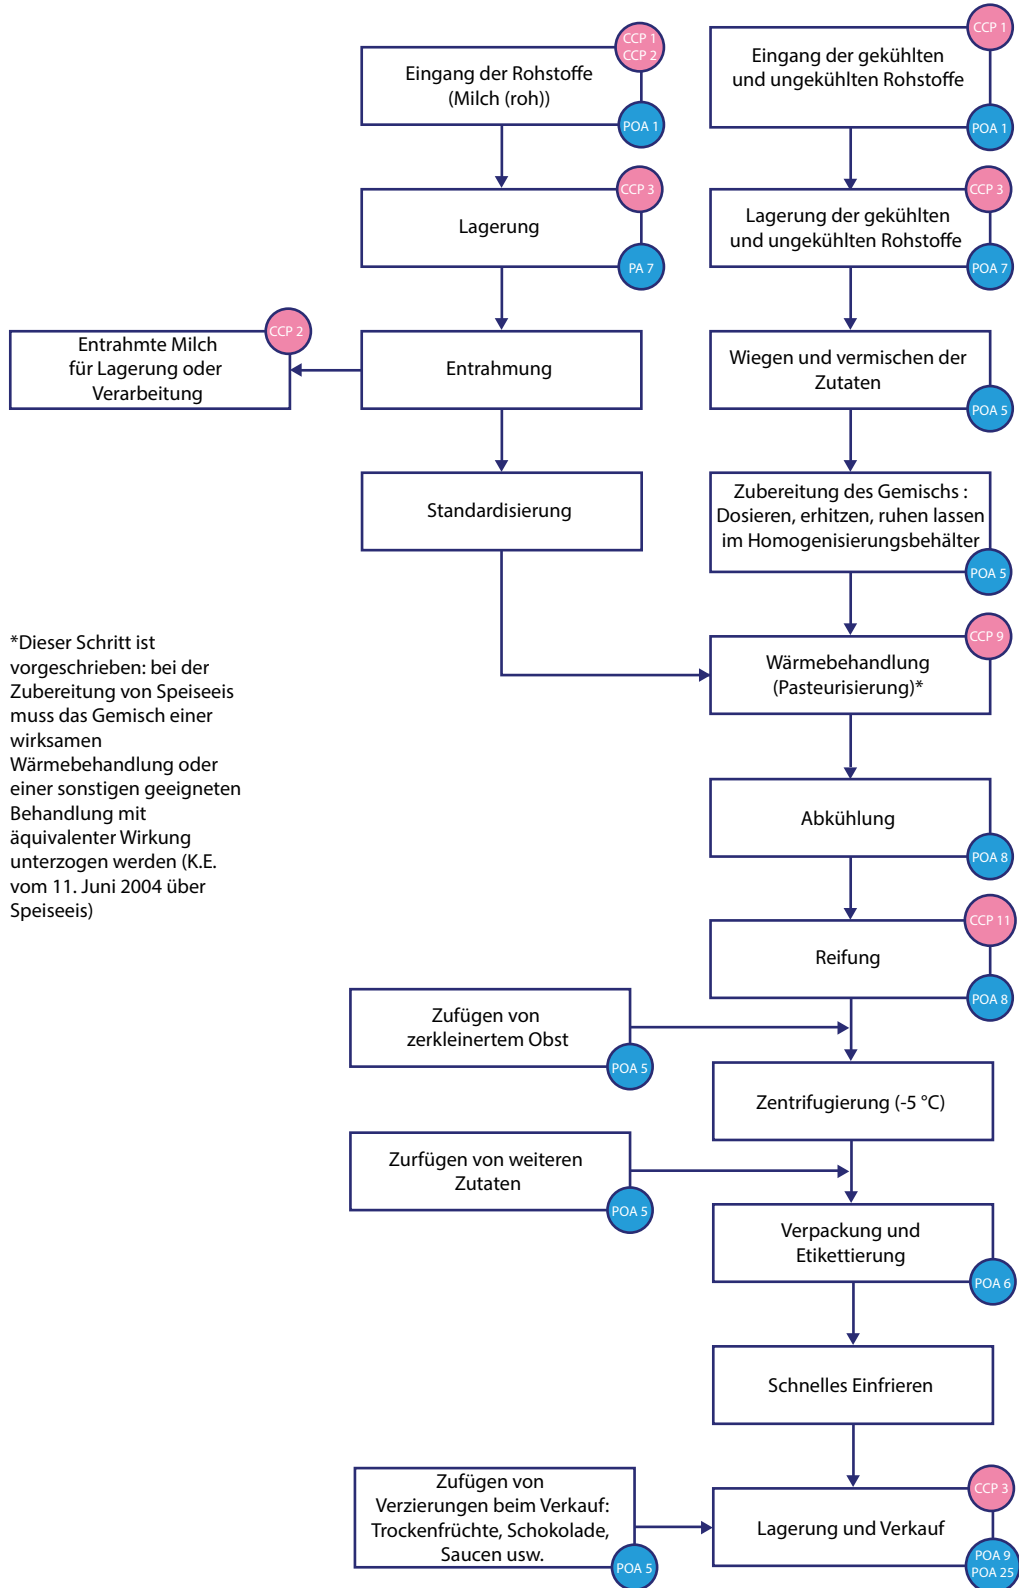 CCP 1
CCP 2
Eingang der Rohstoffe
(Milch (roh))
POA 1
CCP 1
Eingang der gekühlten
und ungekühlten Rohstoffe
POA 1
CCP 3
Lagerung
PA 7
CCP 3
Lagerung der gekühlten
und ungekühlten Rohstoffe
POA 7
CCP 2
Entrahmte Milch
für Lagerung oder
Verarbeitung
Entrahmung
Wiegen und vermischen der
Zutaten
POA 5
Standardisierung
Zubereitung des Gemischs :
Dosieren, erhitzen, ruhen lassen
im Homogenisierungsbehälter
POA 5
*Dieser Schritt ist
vorgeschrieben: bei der
Zubereitung von Speiseeis
muss das Gemisch einer
wirksamen
Wärmebehandlung oder
einer sonstigen geeigneten
Behandlung mit
äquivalenter Wirkung
unterzogen werden (K.E.
vom 11. Juni 2004 über
Speiseeis)
CCP 9
Wärmebehandlung
(Pasteurisierung)*
Abkühlung
POA 8
CCP 11
Reifung
POA 8
Zufügen von
zerkleinertem Obst
POA 5
Zentrifugierung (-5 °C)
Zurfügen von weiteren
Zutaten
POA 5
Verpackung und
Etikettierung
POA 6
Schnelles Einfrieren
Zufügen von
Verzierungen beim Verkauf:
Trockenfrüchte, Schokolade,
Saucen usw.
POA 5
CCP 3
Lagerung und Verkauf
POA 9
POA 25